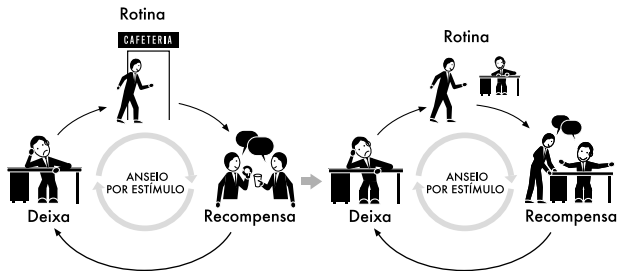 Rotina
CAFETERIA
ANSEIO
POR ESTÍMULO
Deixa
Recompensa
Rotina
ANSEIO
POR ESTÍMULO
Deixa
Recompensa